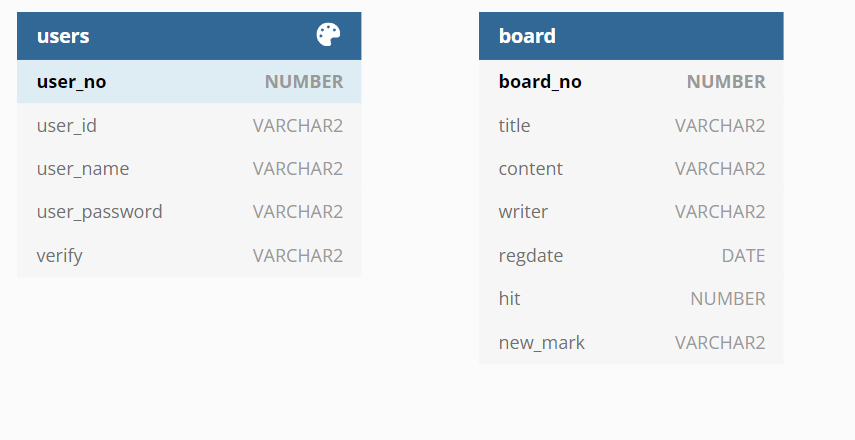 users
user_no NUMBER
user_id VARCHAR2
user_name VARCHAR2
user_password VARCHAR2
verify VARCHAR2
board
board_no NUMBER
title VARCHAR2
content VARCHAR2
writer VARCHAR2
regdate DATE
hit NUMBER
new_mark VARCHAR2